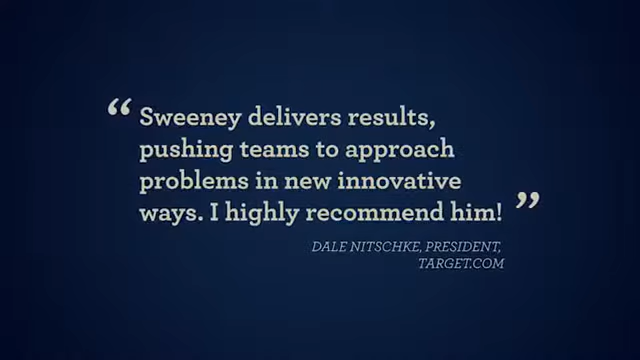 “Sweeney delivers results,
pushing teams to approach
problems in new innovative
ways. I highly recommend him!”
DALE NITSCHKE, PRESIDENT,
TARGET.COM